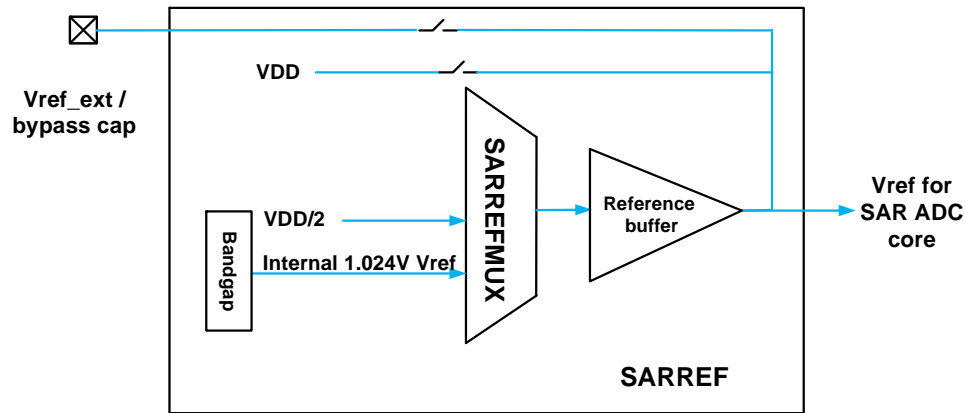 VDD
Vref_ext /
bypass cap
SARREFMUX
Reference
buffer
Vref for
SAR ADC
core
VDD/2
Bandgap
Internal 1.024V Vref
SARREF